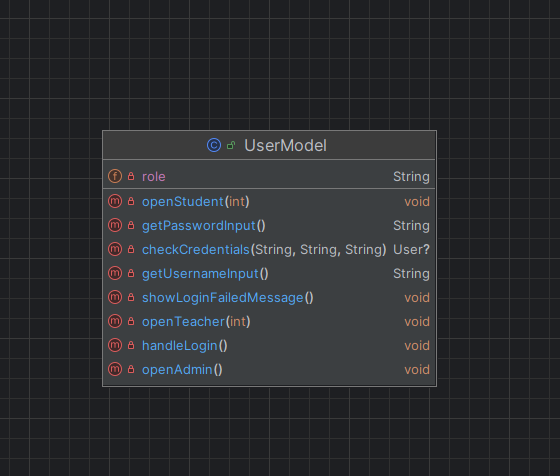 UserModel
role String
openStudent(int) void
getPasswordInput() String
checkCredentials(String, String, String) User?
getUsernameInput() String
showLoginFailedMessage() void
openTeacher(int) void
handleLogin() void
openAdmin() void